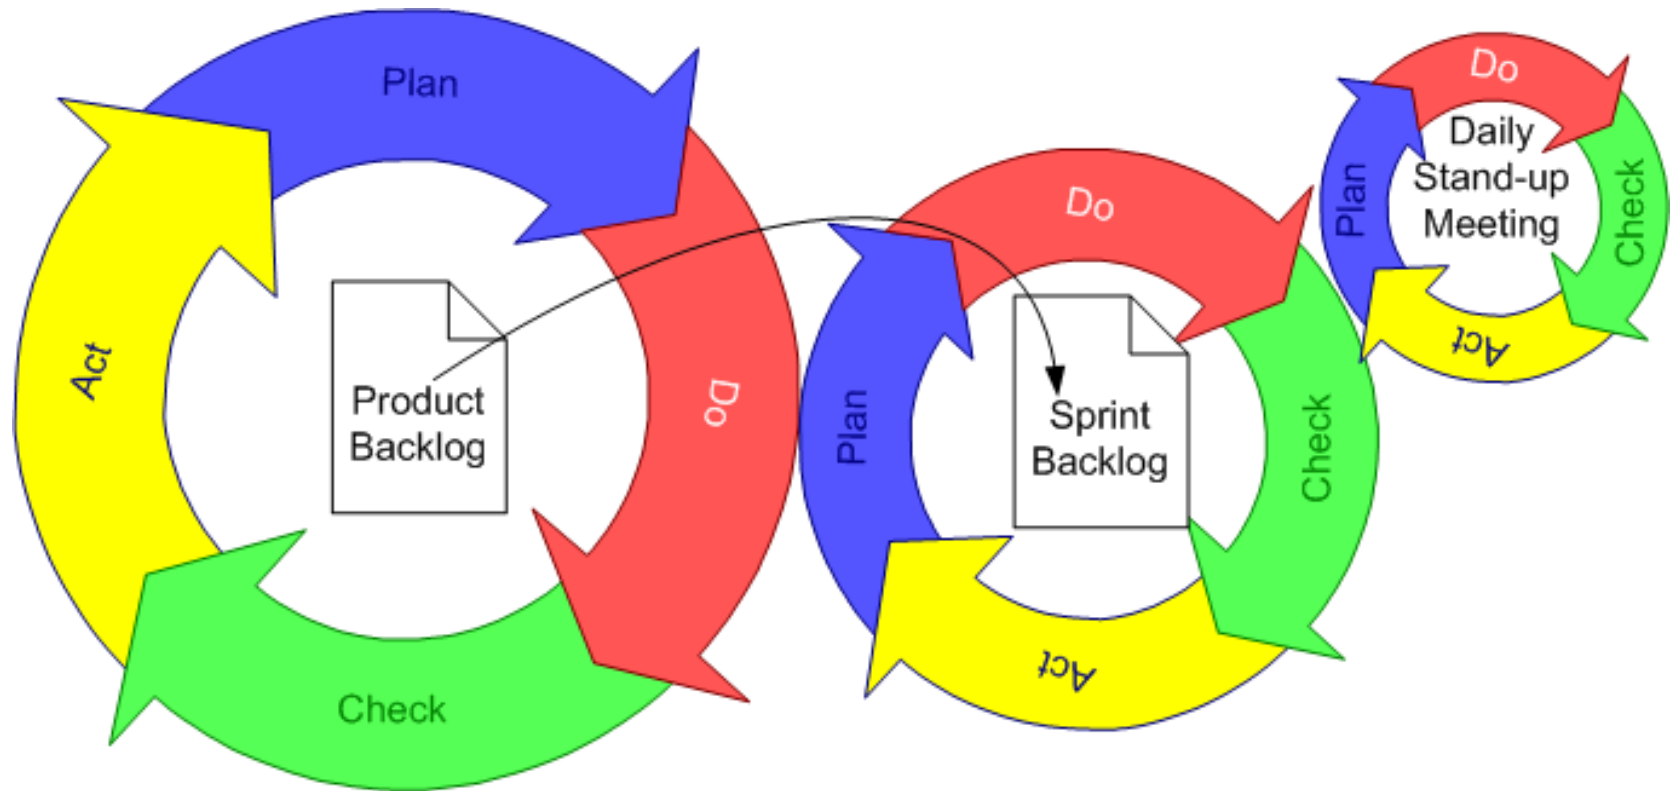 Plan
Do
Check
Act
Product
Backlog
Plan
Do
Check
Act
Sprint
Backlog
Plan
Do
Check
Act
Daily
Stand-up
Meeting